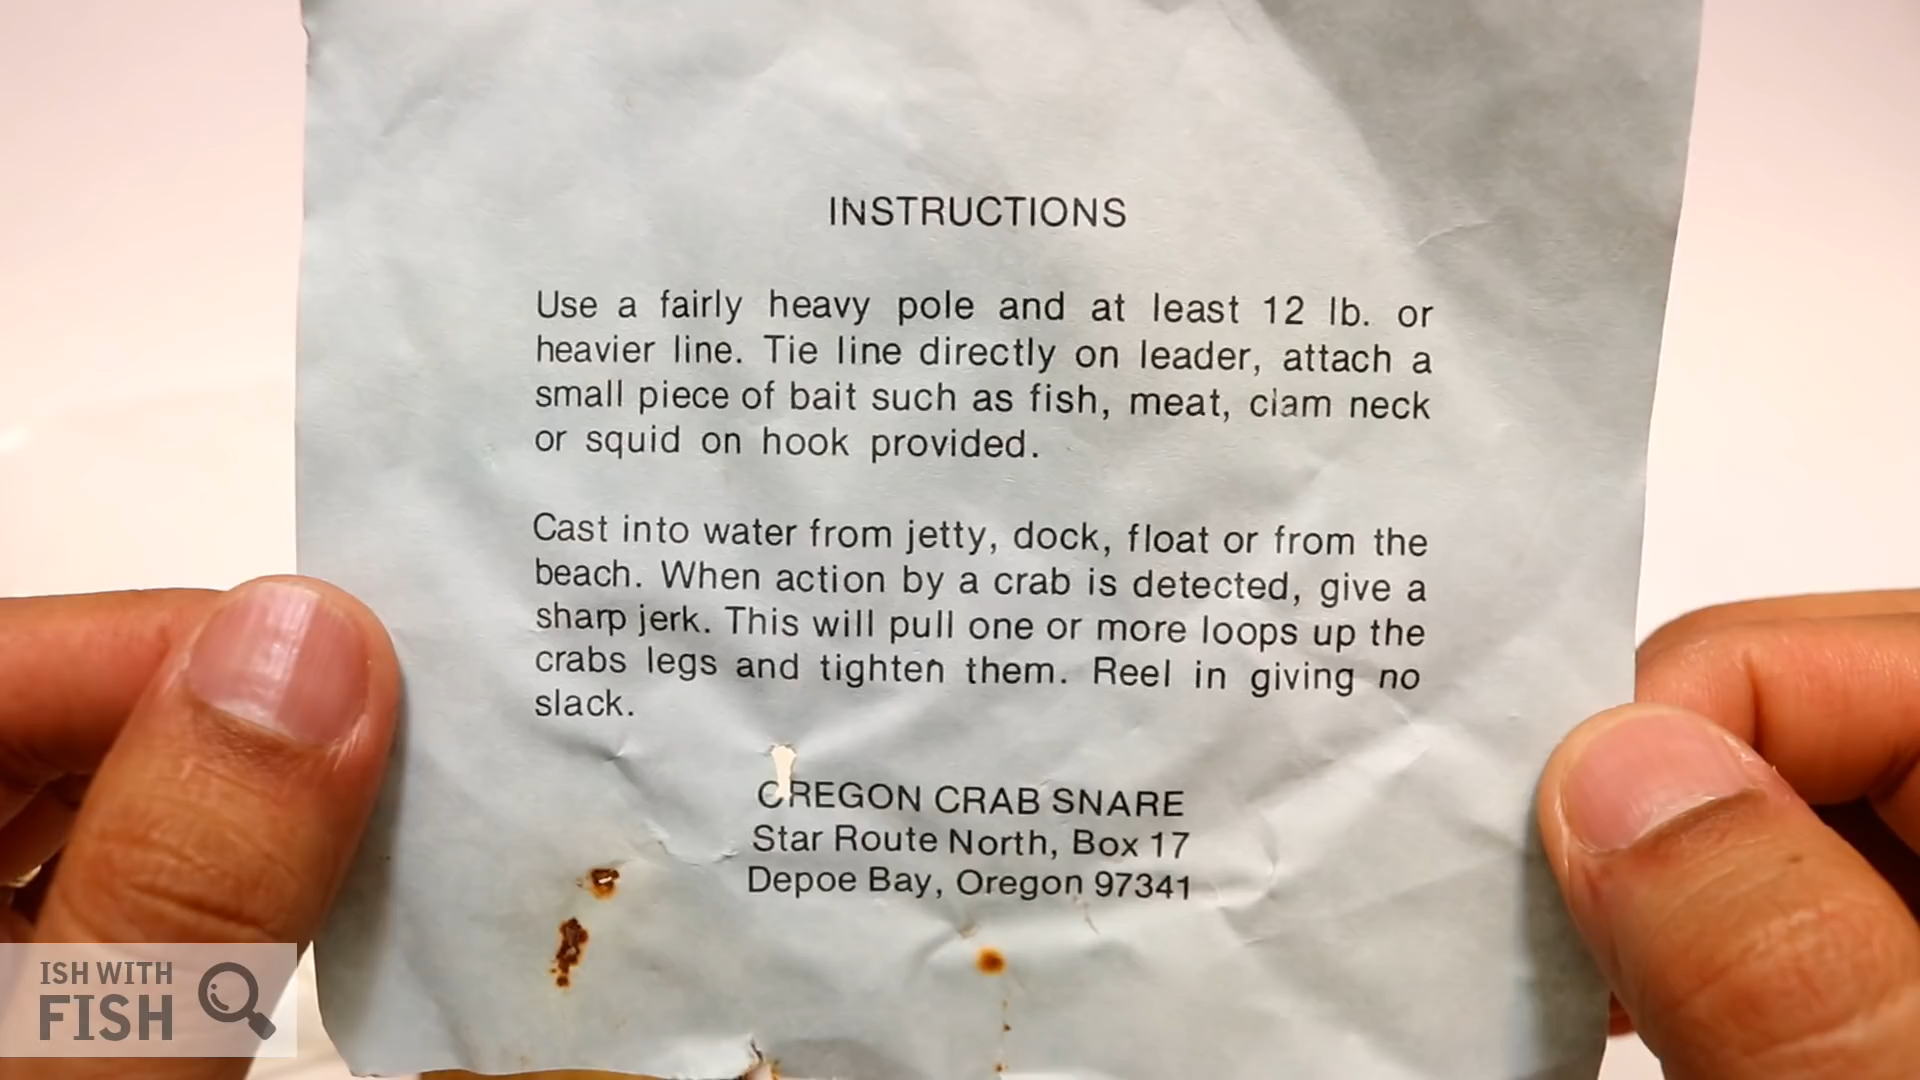 INSTRUCTIONS
Use a fairly heavy pole and at least 12 lb. or
heavier line. Tie line directly on leader, attach a
small piece of bait such as fish, meat, clam neck
or squid on hook provided.
Cast into water from jetty, dock, float or from the
beach. When action by a crab is detected, give a
sharp jerk. This will pull one or more loops up the
crabs legs and tighten them. Reel in giving no
slack.
OREGON CRAB SNARE
Star Route North, Box 17
Depoe Bay, Oregon 97341
ISH WITH
FISH